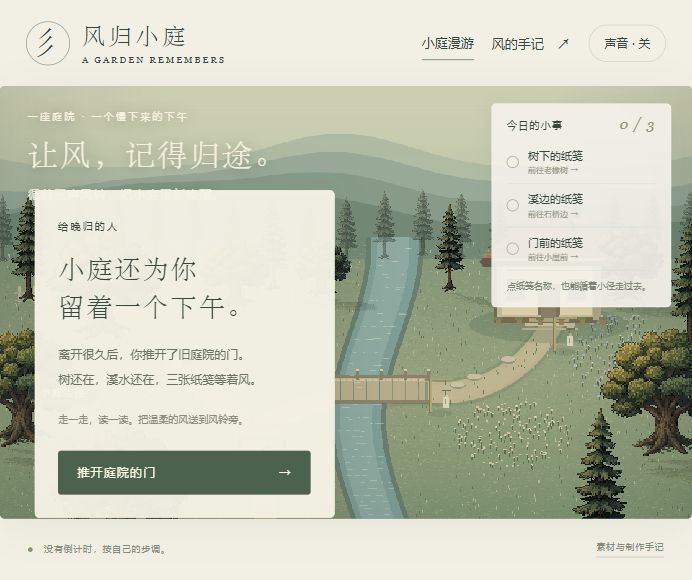 风归小庭
A GARDEN REMEMBERS
小庭漫游
风的手记 ↗
声音 · 关
一座庭院 · 一个慢下来的下午
让风，记得归途。
给晚归的人
小庭还为你
留着一个下午。
离开很久后，你推开了旧庭院的门。
树还在，溪水还在，三张纸笺等着风。
走一走，读一读。把温柔的风送到风铃旁。
推开庭院的门 →
今日的小事
0 / 3
树下的纸笺
前往老橡树 →
溪边的纸笺
前往石桥边 →
门前的纸笺
前往小屋前 →
点纸笺名称，也能循着小径走过去。
没有倒计时，按自己的步调。
素材与制作手记